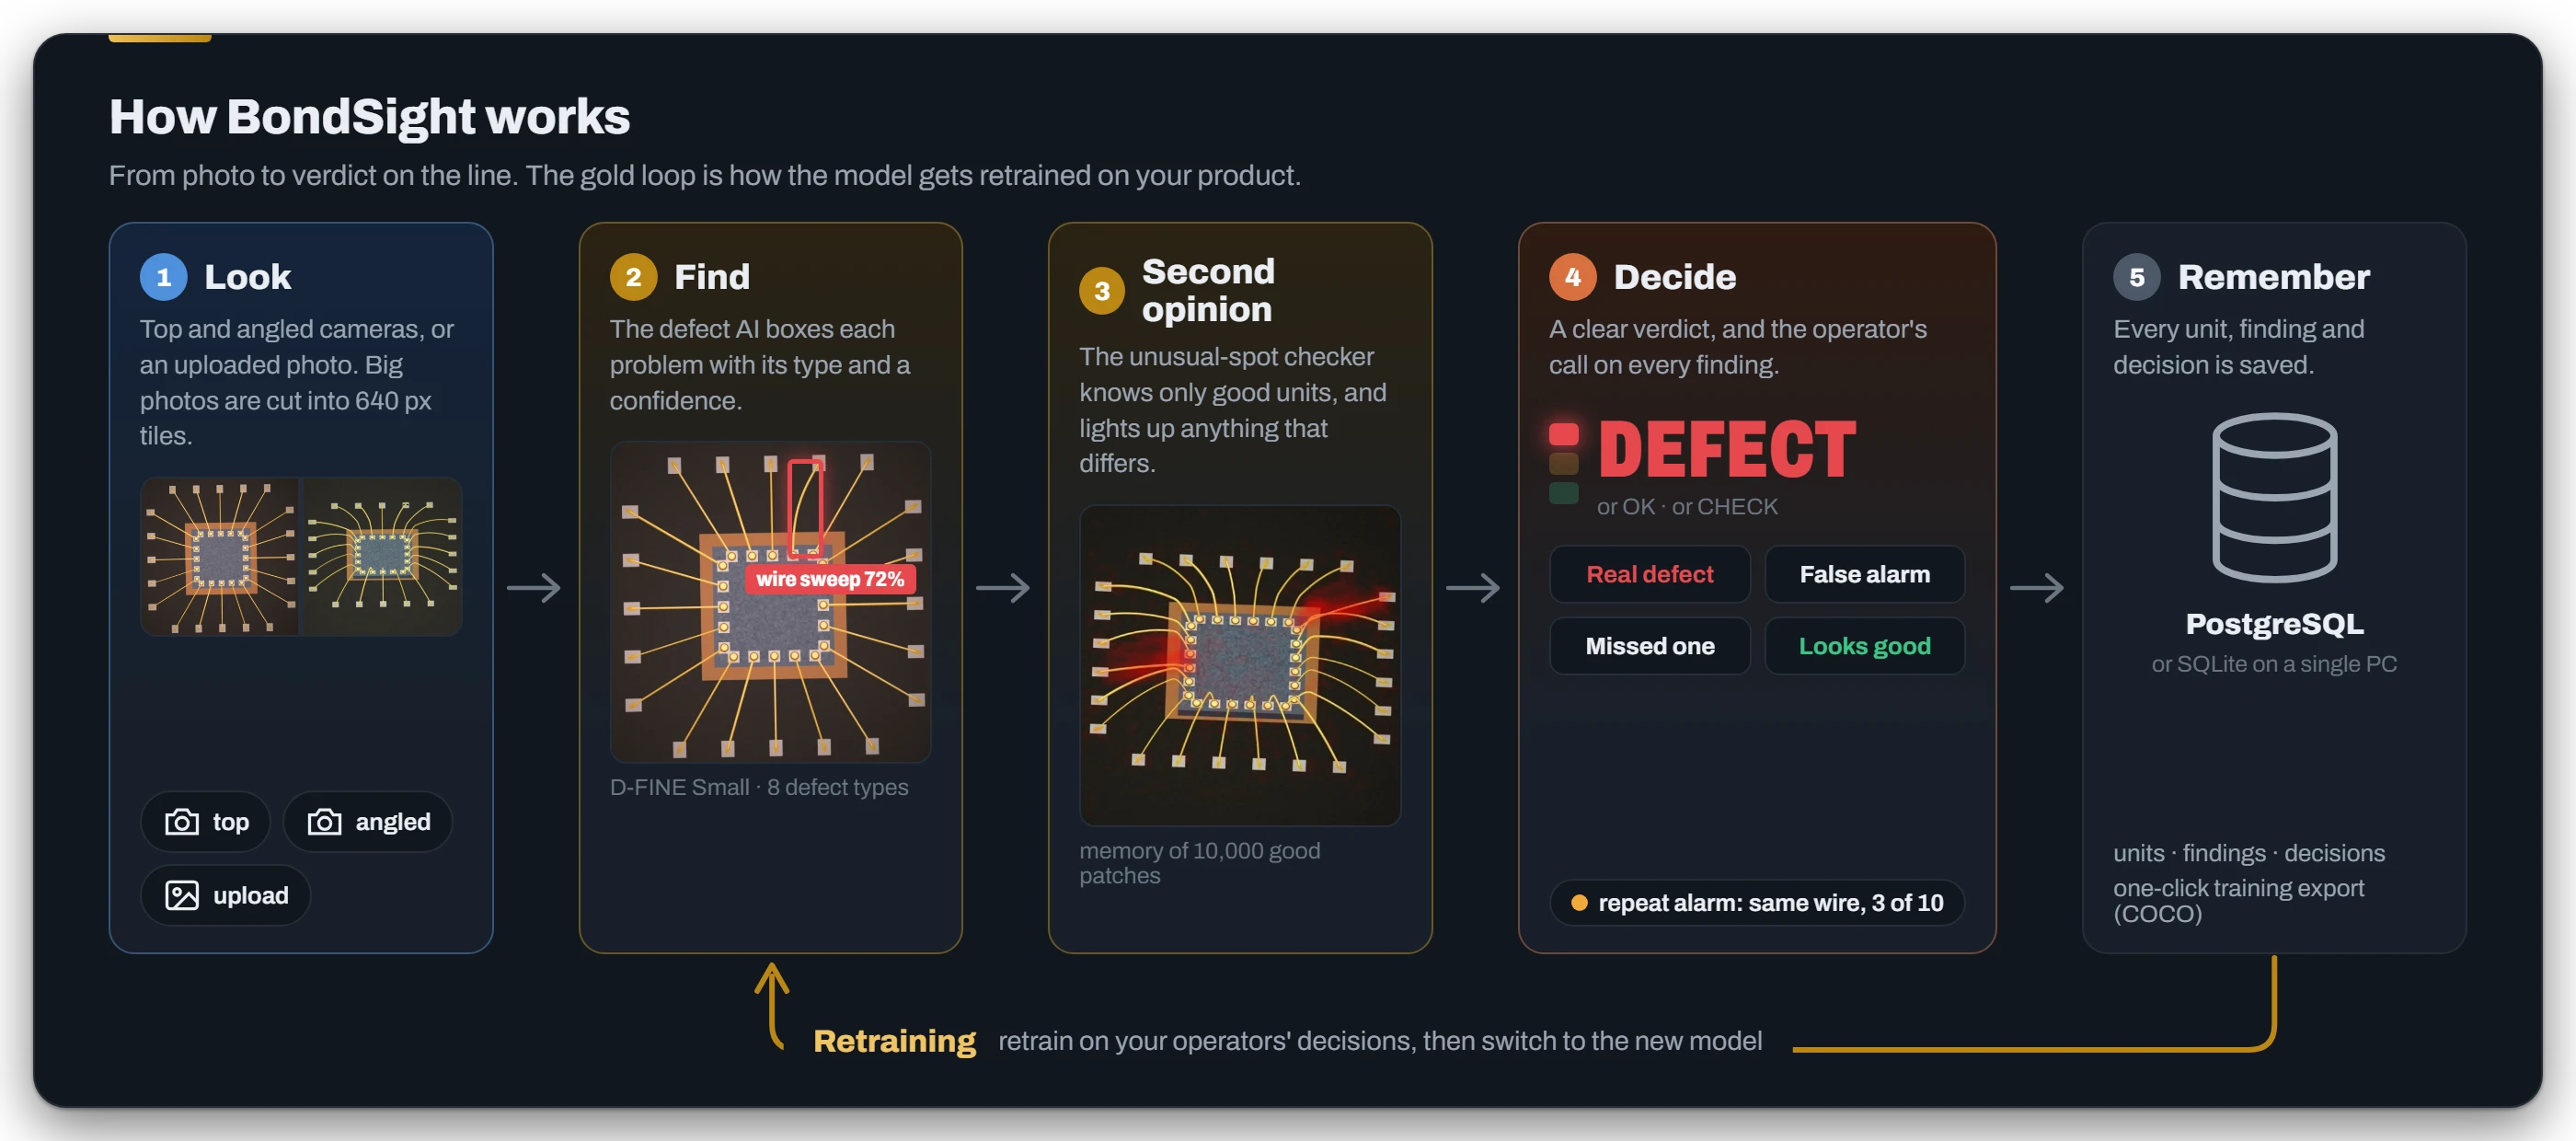 How BondSight works
From photo to verdict on the line. The gold loop is how the model gets retrained on your product.
1 Look
Top and angled cameras, or
an uploaded photo. Big
photos are cut into 640 px
tiles.
top
angled
upload
2 Find
The defect AI boxes each
problem with its type and a
confidence.
wire sweep 72%
D-FINE Small · 8 defect types
3 Second
opinion
The unusual-spot checker
knows only good units, and
lights up anything that
differs.
memory of 10,000 good
patches
4 Decide
A clear verdict, and the operator's
call on every finding.
DEFECT
or OK · or CHECK
Real defect
False alarm
Missed one
Looks good
repeat alarm: same wire, 3 of 10
5 Remember
Every unit, finding and
decision is saved.
PostgreSQL
or SQLite on a single PC
units · findings · decisions
one-click training export
(COCO)
Retraining retrain on your operators' decisions, then switch to the new model